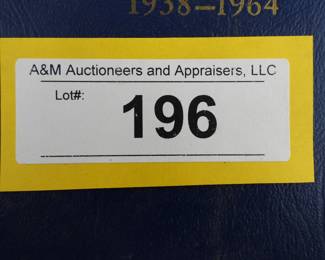 1938–1964
A&M Auctioneers and Appraisers, LLC
Lot#:
196